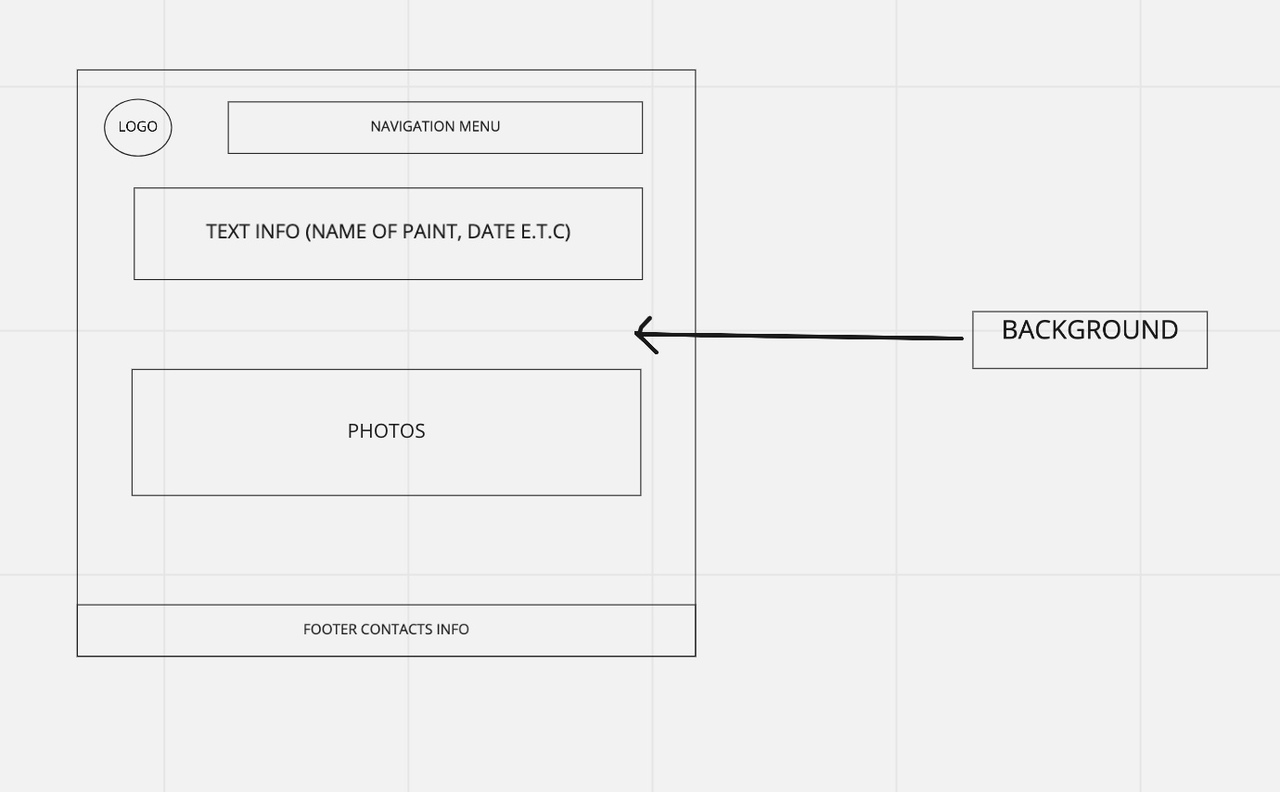 LOGO
NAVIGATION MENU
TEXT INFO (NAME OF PAINT, DATE E.T.C)
BACKGROUND
PHOTOS
FOOTER CONTACTS INFO